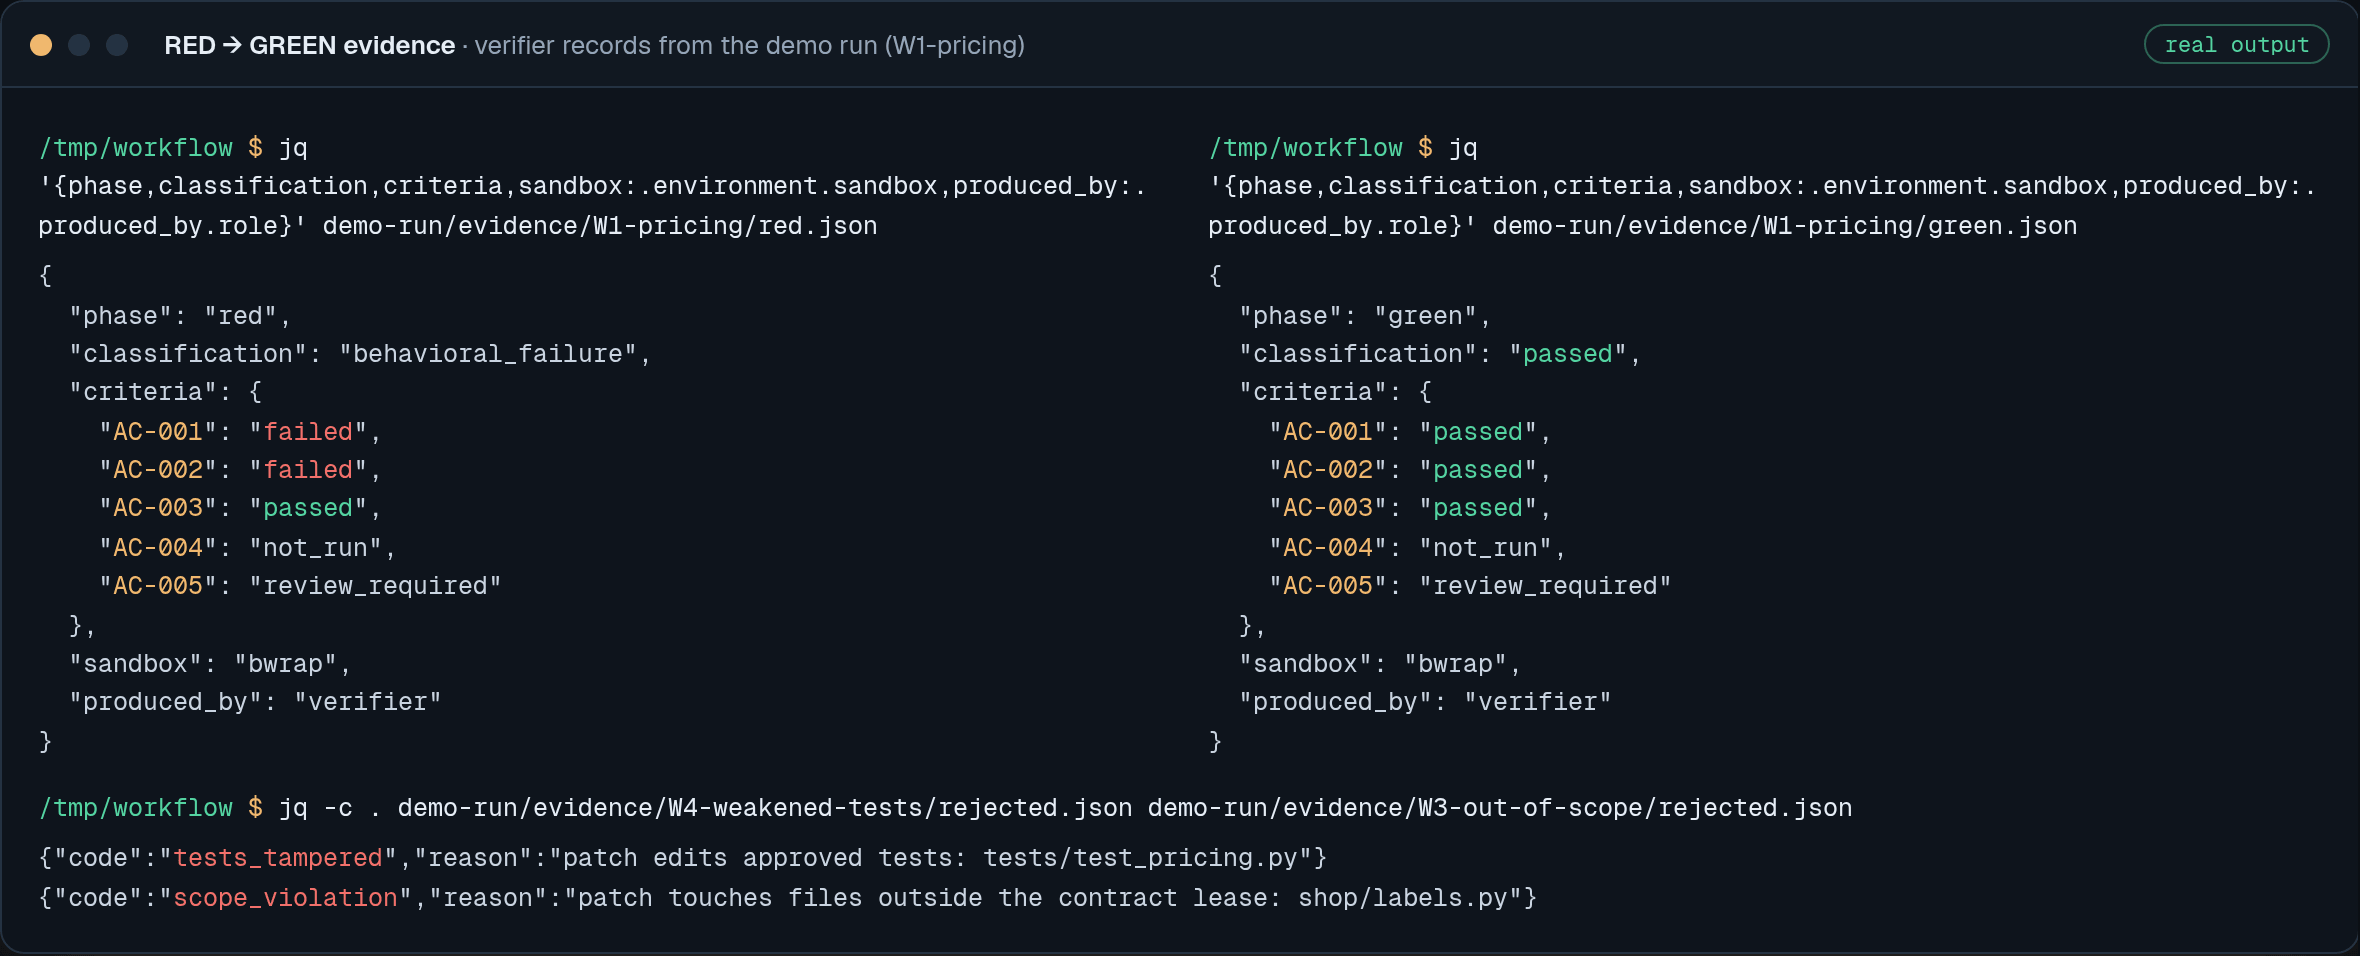 RED → GREEN evidence · verifier records from the demo run (W1-pricing)
real output
/tmp/workflow $ jq
'{phase,classification,criteria,sandbox:.environment.sandbox,produced_by:.
produced_by.role}' demo-run/evidence/W1-pricing/red.json
{
  "phase": "red",
  "classification": "behavioral_failure",
  "criteria": {
    "AC-001": "failed",
    "AC-002": "failed",
    "AC-003": "passed",
    "AC-004": "not_run",
    "AC-005": "review_required"
  },
  "sandbox": "bwrap",
  "produced_by": "verifier"
}
/tmp/workflow $ jq
'{phase,classification,criteria,sandbox:.environment.sandbox,produced_by:.
produced_by.role}' demo-run/evidence/W1-pricing/green.json
{
  "phase": "green",
  "classification": "passed",
  "criteria": {
    "AC-001": "passed",
    "AC-002": "passed",
    "AC-003": "passed",
    "AC-004": "not_run",
    "AC-005": "review_required"
  },
  "sandbox": "bwrap",
  "produced_by": "verifier"
}
/tmp/workflow $ jq -c . demo-run/evidence/W4-weakened-tests/rejected.json demo-run/evidence/W3-out-of-scope/rejected.json
{"code":"tests_tampered","reason":"patch edits approved tests: tests/test_pricing.py"}
{"code":"scope_violation","reason":"patch touches files outside the contract lease: shop/labels.py"}